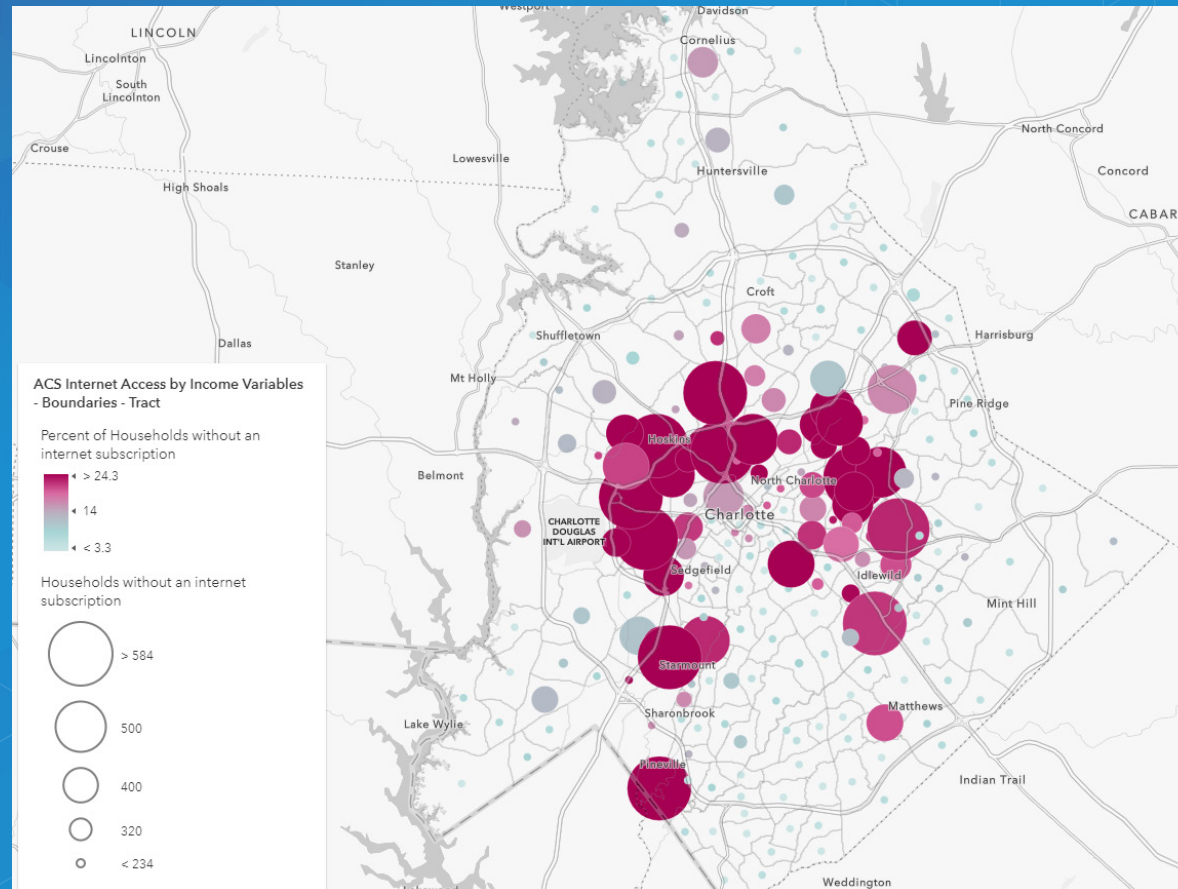 Westport
Davidson
LINCOLN
Cornelius
Lincolnton
South
Lincolnton
North Concord
Crouse
Lowesville
Huntersville
Concord
High Shoals
CABAR
Stanley
Croft
Shuffletown
Harrisburg
Dallas
Mt Holly
Pine Ridge
Hoskins
Belmont
North Charlotte
Charlotte
CHARLOTTE
DOUGLAS
INT'L AIRPORT
Sedgefield
Idlewild
Mint Hill
Starmount
Matthews
Sharonbrook
Lake Wylie
Pineville
Indian Trail
Weddington
ACS Internet Access by Income Variables
- Boundaries - Tract
Percent of Households without an
internet subscription
> 24.3
14
< 3.3
Households without an internet
subscription
> 584
500
400
320
< 234